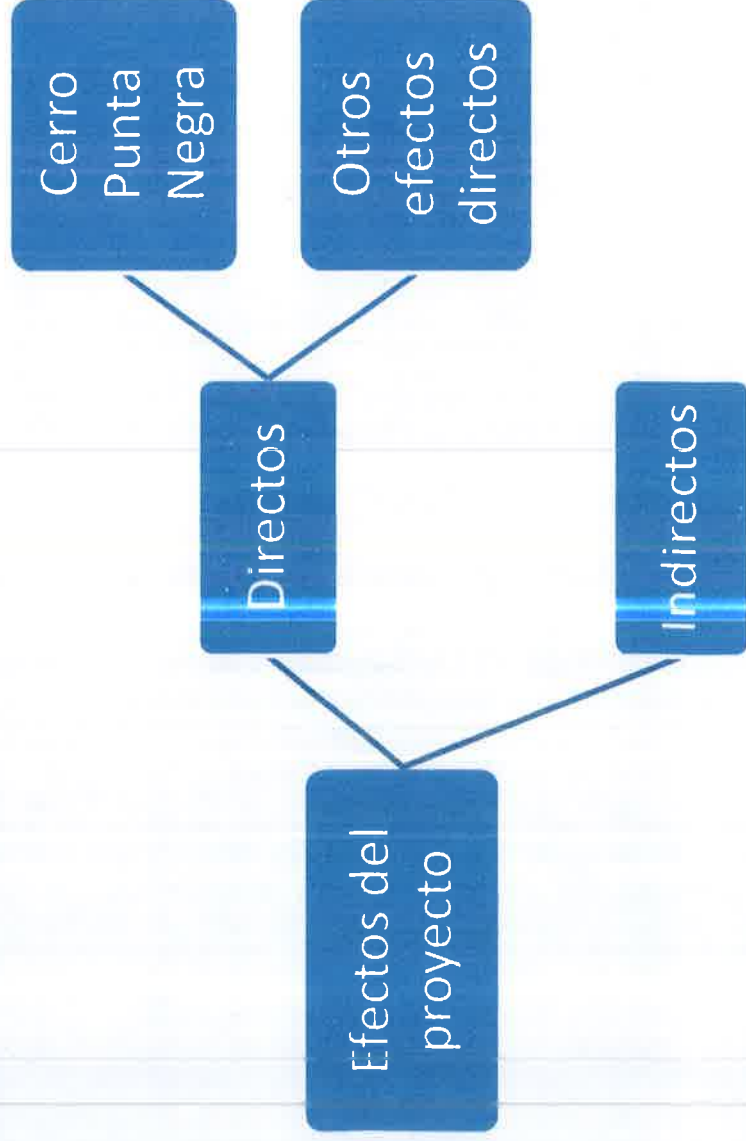 Efectos del
proyecto
Directos
Indirectos
Cerro
Punta
Negra
Otros
efectos
directos